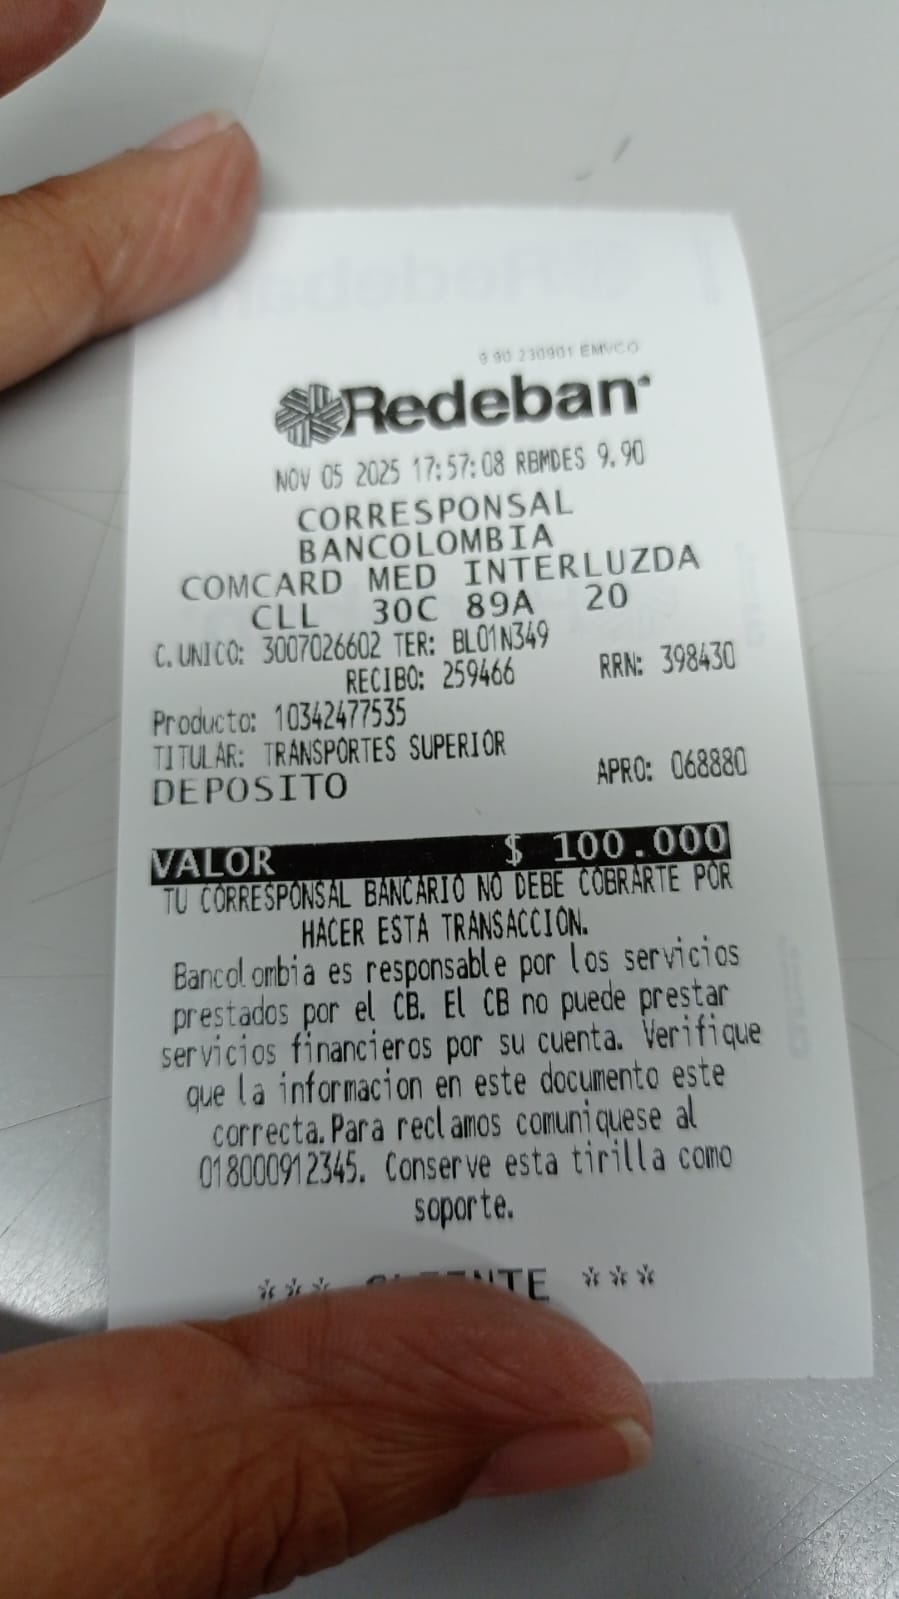 9 90 230901 EMVCO
Redeban
NOV 05 2025 17:57:08 RBMDES 9.90
CORRESPONSAL
BANCOLOMBIA
COMCARD MED INTERLUZDA
CLL 30C 89A 20
C. UNICO: 3007026602 TER: BL01N349
RECIBO: 259466 RRN: 398430
Producto: 10342477535
TITULAR: TRANSPORTES SUPERIOR
DEPOSITO APRO: 068880
VALOR $ 100.000
TU CORRESPONSAL BANCARIO NO DEBE COBRARTE POR
HACER ESTA TRANSACCIÓN.
Bancolombia es responsable por los servicios
prestados por el CB. El CB no puede prestar
servicios financieros por su cuenta. Verifique
que la informacion en este documento este
correcta.Para reclamos comuniquese al
018000912345. Conserve esta tirilla como
soporte.
*** ***